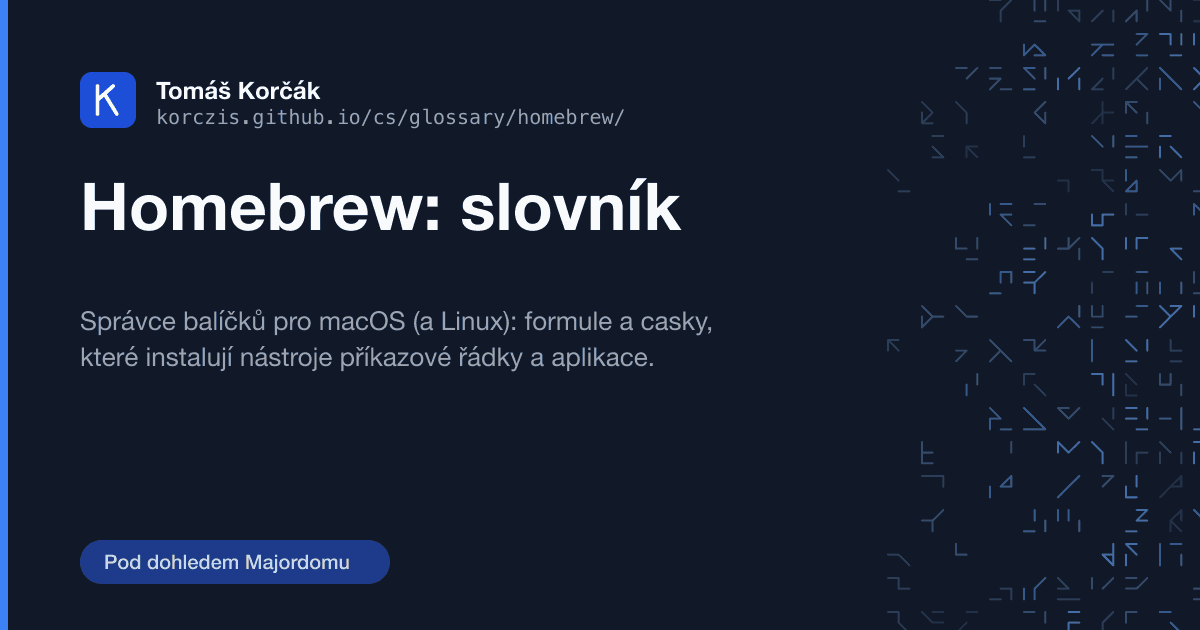 K
Tomáš Korčák
korczis.github.io/cs/glossary/homebrew/
Homebrew: slovník
Správce balíčků pro macOS (a Linux): formule a casky,
které instalují nástroje příkazové řádky a aplikace.
Pod dohledem Majordomu